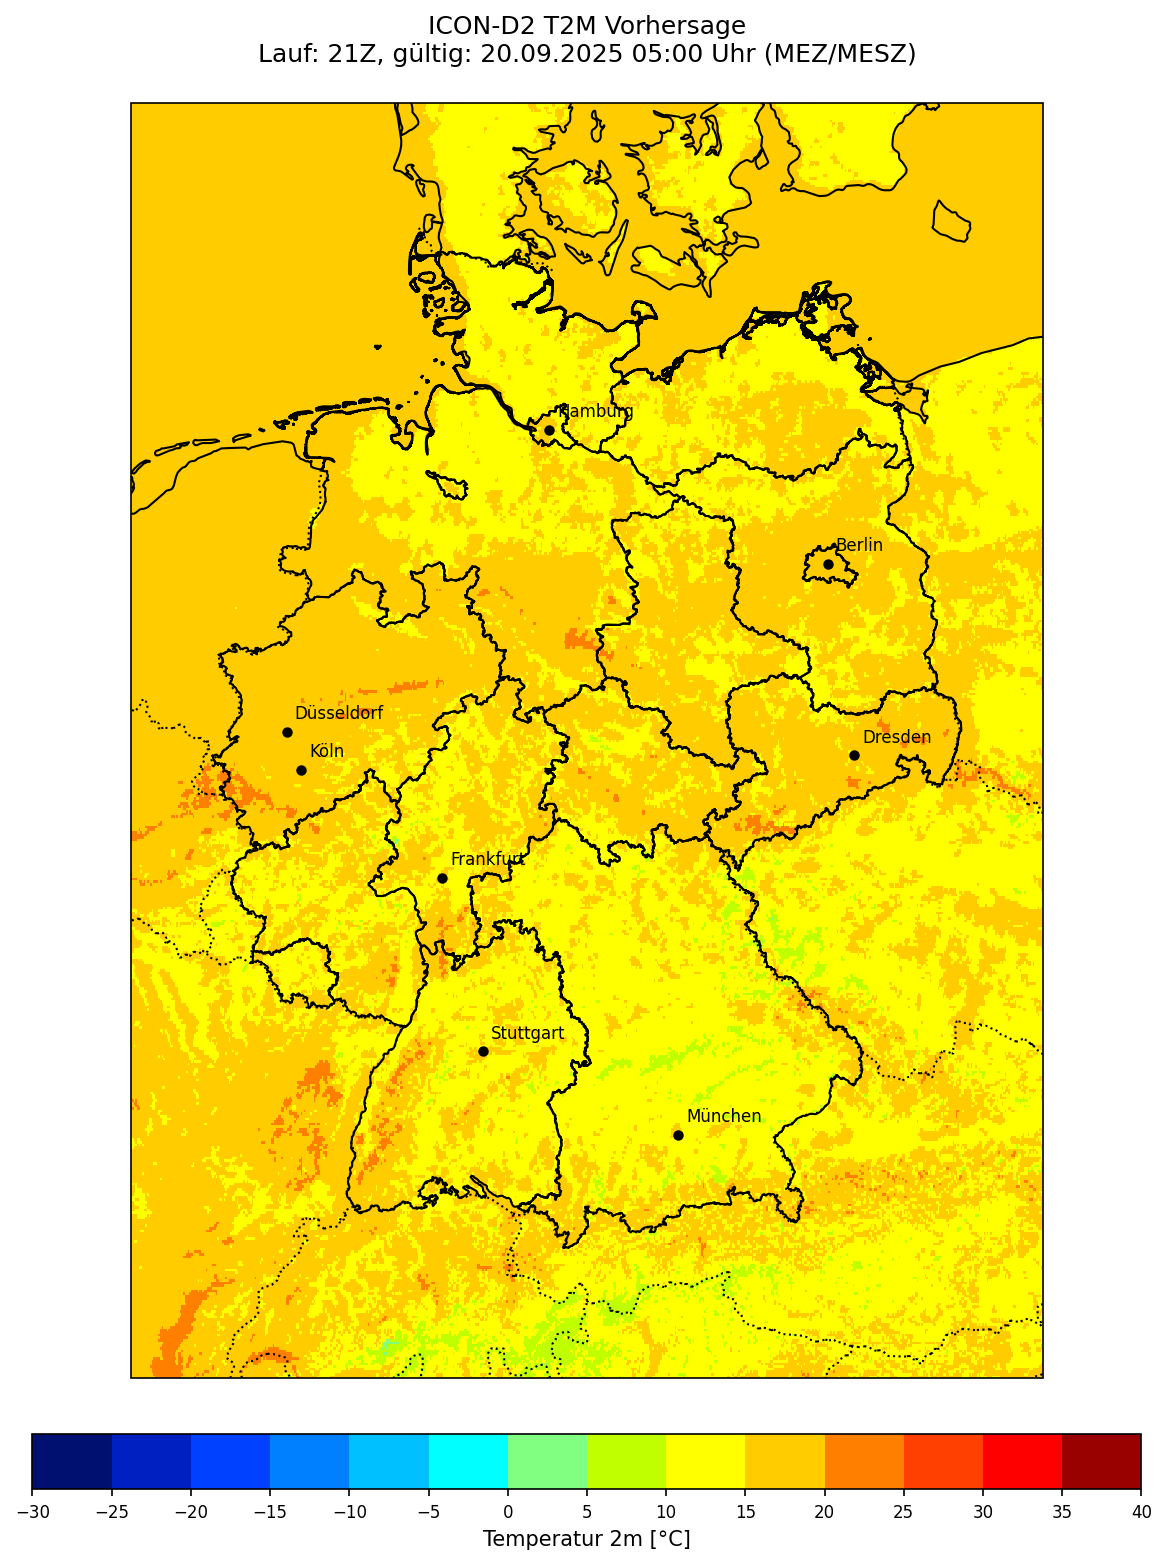 ICON-D2 T2M Vorhersage
Lauf: 21Z, gültig: 20.09.2025 05:00 Uhr (MEZ/MESZ)
Hamburg
Berlin
Düsseldorf
Köln
Dresden
Frankfurt
Stuttgart
München
−30 −25 −20 −15 −10 −5 0 5 10 15 20 25 30 35 40
Temperatur 2m [°C]